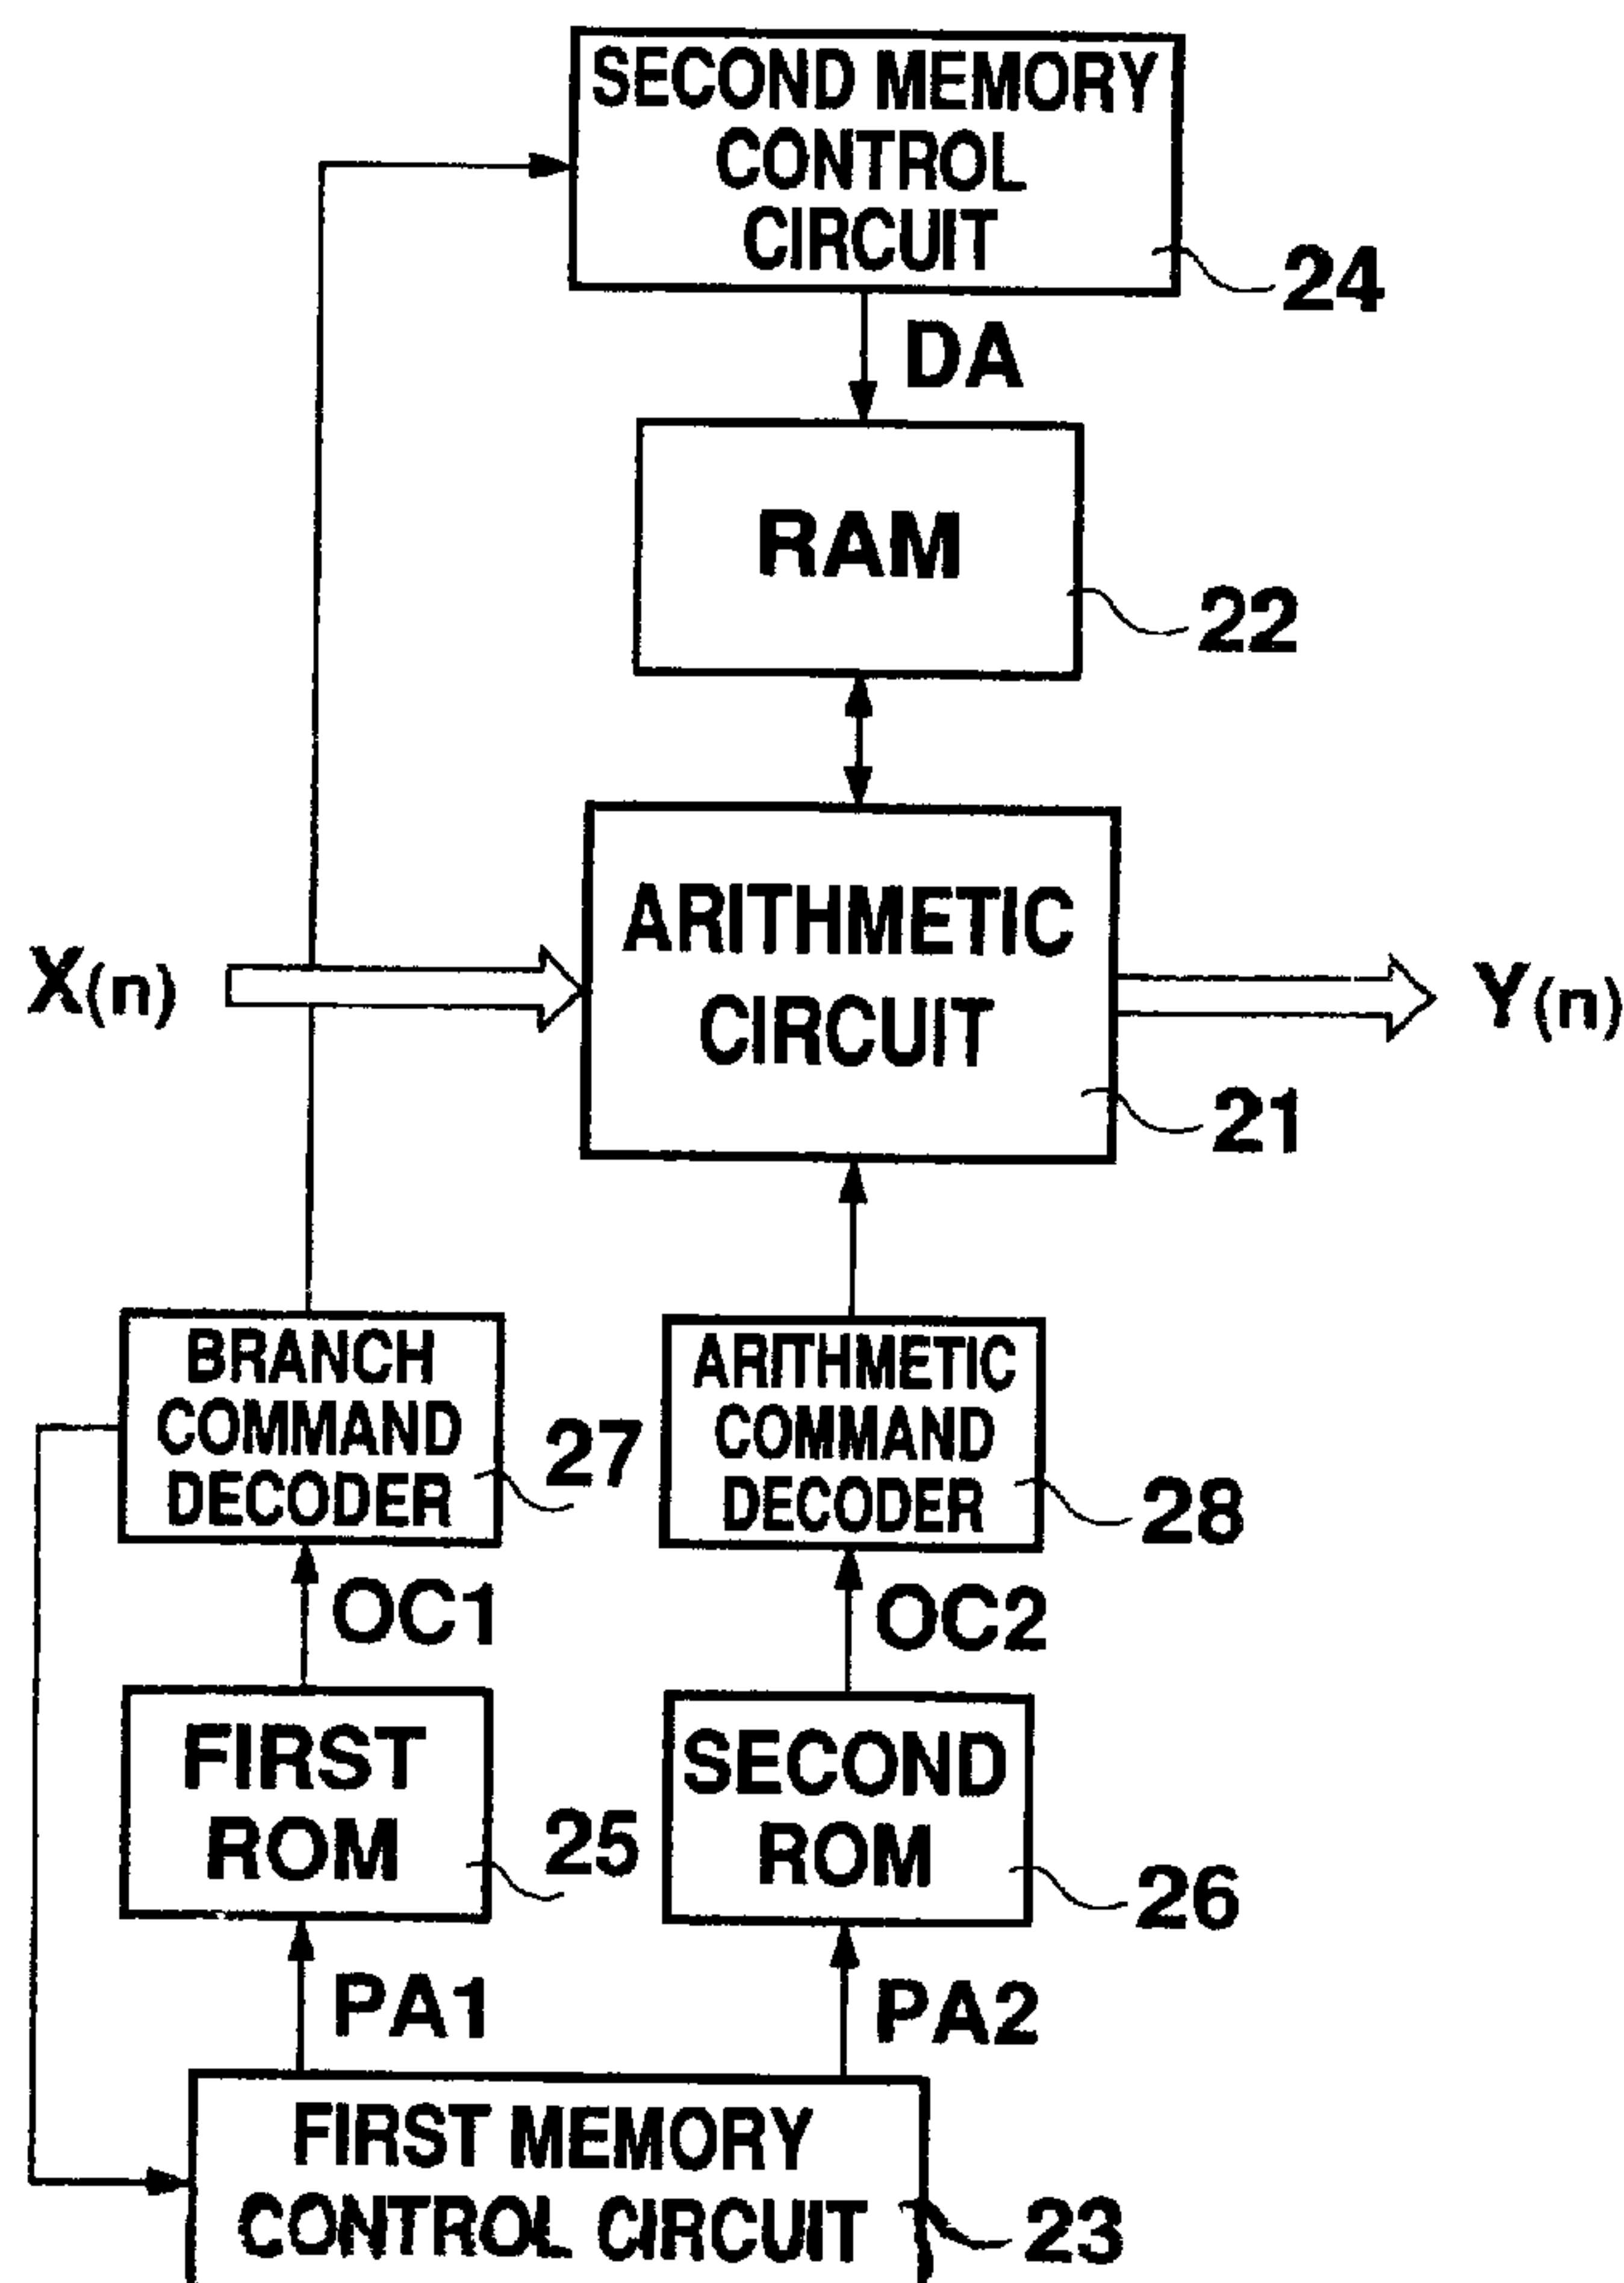 SECOND MEMORY
CONTROL
CIRCUIT
24
DA
RAM
22
ARITHMETIC
CIRCUIT
X(n)
Y(n)
21
BRANCH
COMMAND
DECODER
27
ARITHMETIC
COMMAND
DECODER
28
OC1
OC2
FIRST
ROM
25
SECOND
ROM
26
PA1
PA2
FIRST MEMORY
CONTROL CIRCUIT
23